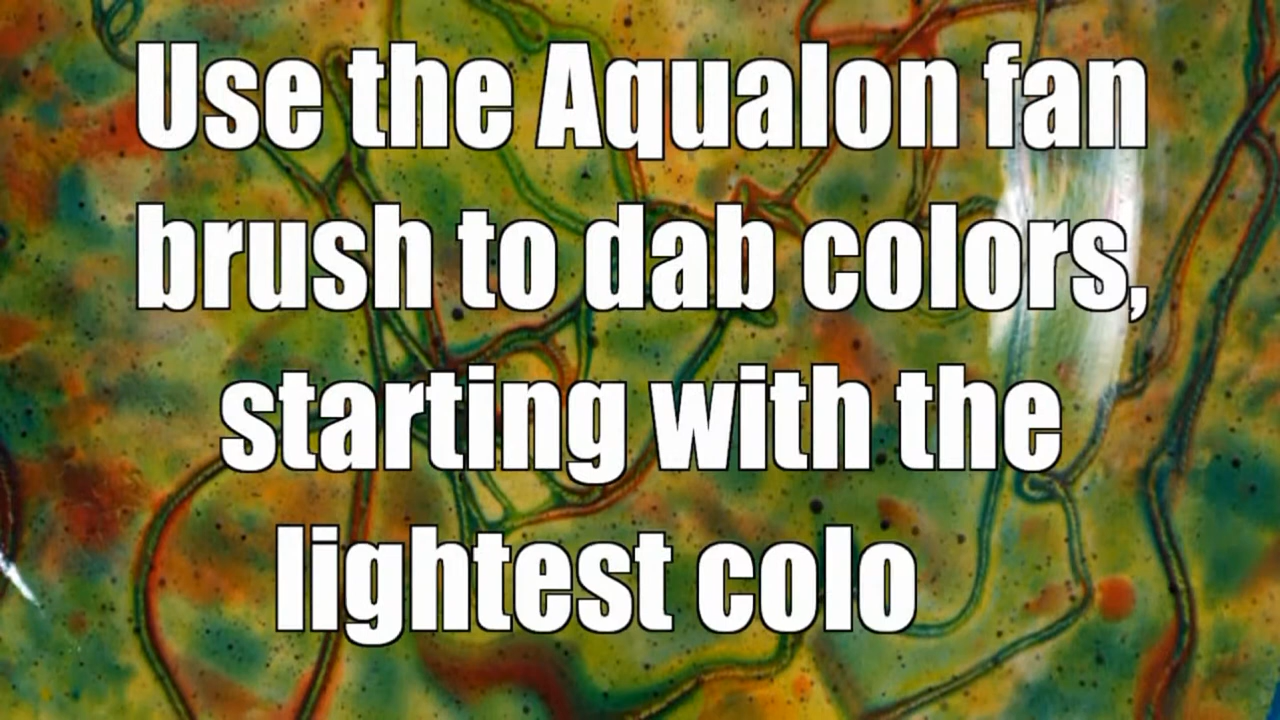 Use the Aqualon fan
brush to dab colors,
starting with the
lightest colo